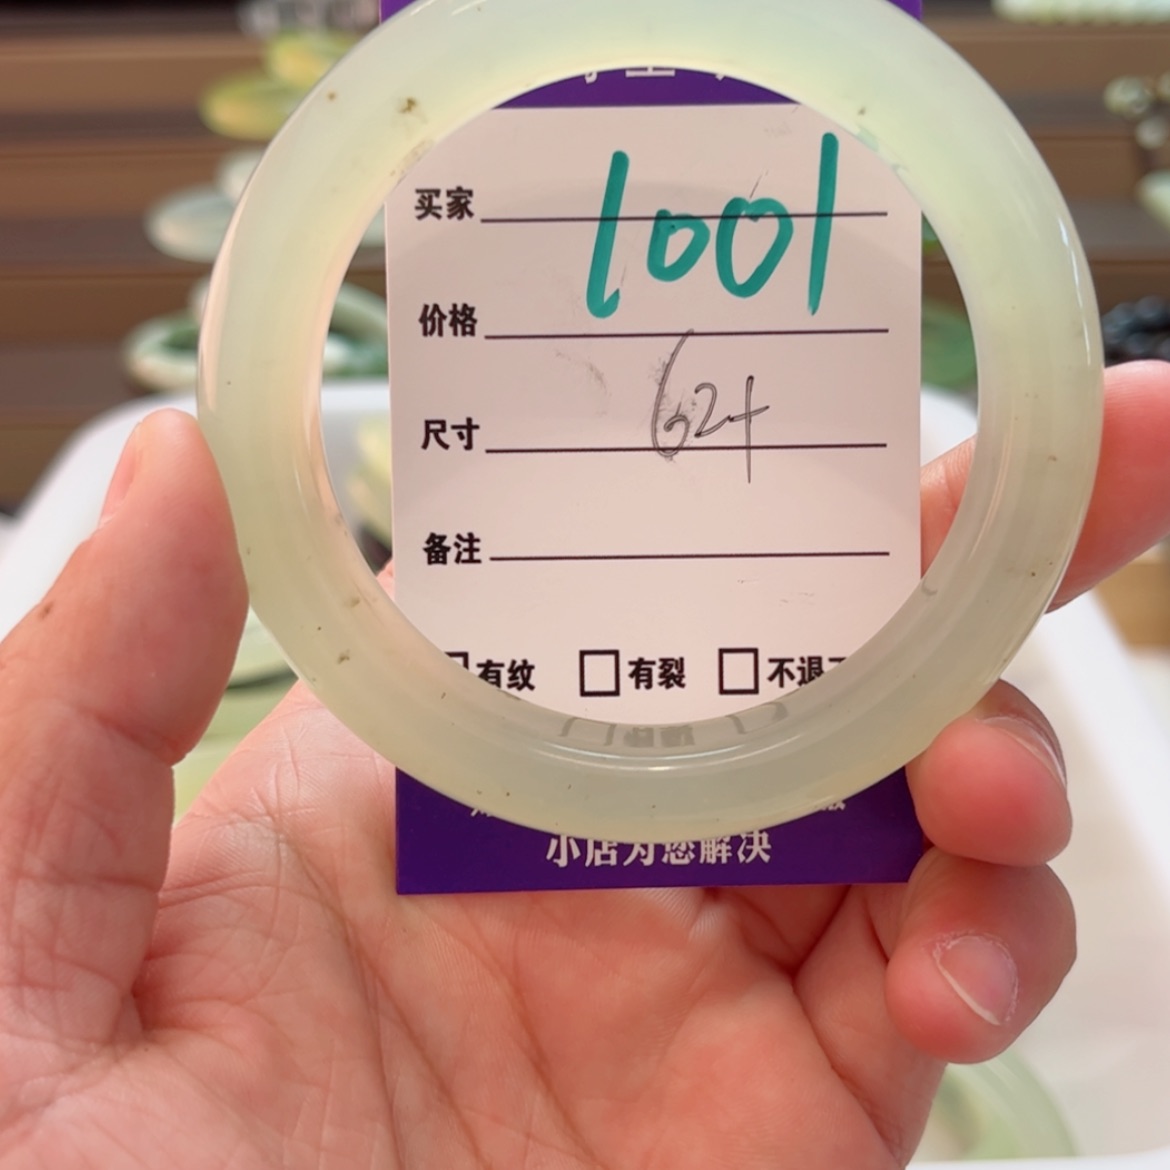 买家 1001
价格
尺寸 62+
备注
有纹 □有裂 □不退
小店为您解决